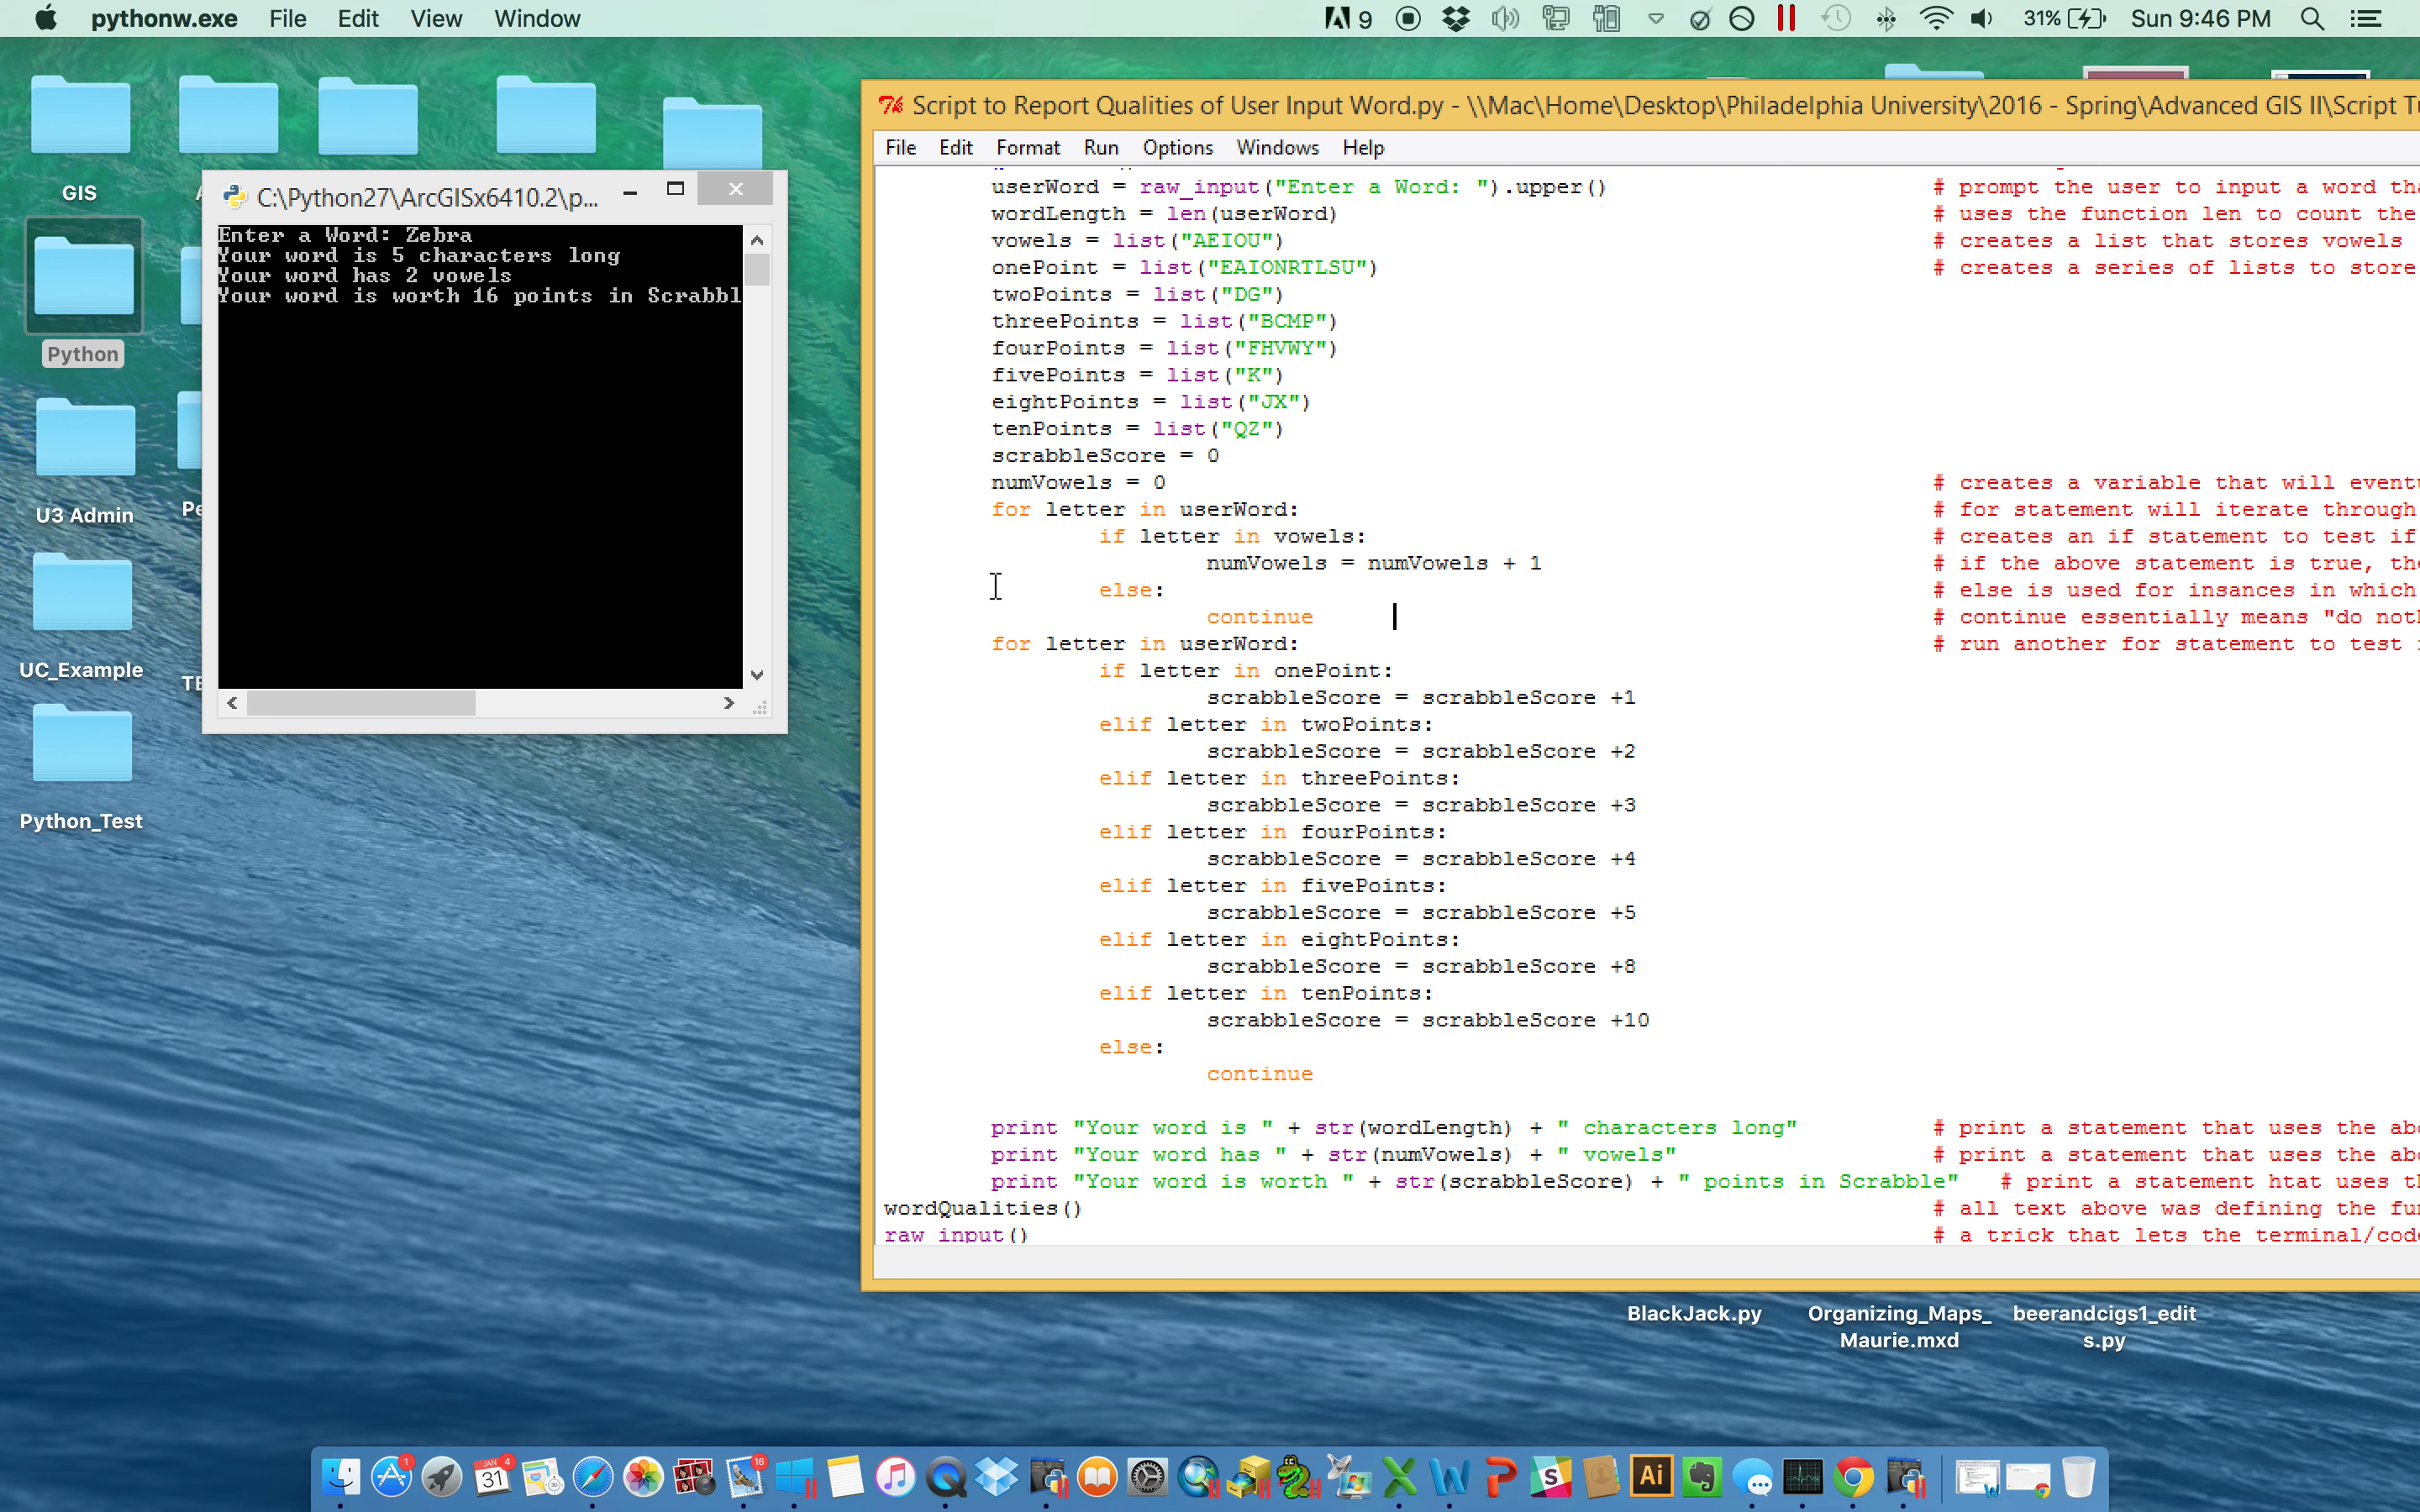 pythonw.exe File Edit View Window 9 31% Sun 9:46 PM
GIS
Python
U3 Admin
UC_Example
Python_Test
C:\Python27\ArcGISx6410.2\p...
Enter a Word: Zebra
Your word is 5 characters long
Your word has 2 vowels
Your word is worth 16 points in Scrabbl
Script to Report Qualities of User Input Word.py - \\Mac\Home\Desktop\Philadelphia University\2016 - Spring\Advanced GIS II\Script
File Edit Format Run Options Windows Help
userWord = raw_input("Enter a Word: ").upper() # prompt the user to input a word
wordLength = len(userWord) # uses the function len to count the
vowels = list("AEIOU") # creates a list that stores vowels
onePoint = list("EAIONRTLSU") # creates a series of lists to store
twoPoints = list("DG")
threePoints = list("BCMP")
fourPoints = list("FHVWY")
fivePoints = list("K")
eightPoints = list("JX")
tenPoints = list("QZ")
scrabbleScore = 0
numVowels = 0 # creates a variable that will
for letter in userWord: # for statement will iterate through
if letter in vowels: # creates an if statement to test if
numVowels = numVowels + 1 # if the above statement is true,
else: # else is used for insances in which
continue # continue essentially means "do
for letter in userWord: # run another for statement to test
if letter in onePoint:
scrabbleScore = scrabbleScore +1
elif letter in twoPoints:
scrabbleScore = scrabbleScore +2
elif letter in threePoints:
scrabbleScore = scrabbleScore +3
elif letter in fourPoints:
scrabbleScore = scrabbleScore +4
elif letter in fivePoints:
scrabbleScore = scrabbleScore +5
elif letter in eightPoints:
scrabbleScore = scrabbleScore +8
elif letter in tenPoints:
scrabbleScore = scrabbleScore +10
else:
continue
print "Your word is " + str(wordLength) + " characters long" # print a statement that uses the
print "Your word has " + str(numVowels) + " vowels" # print a statement that uses the
print "Your word is worth " + str(scrabbleScore) + " points in Scrabble" # print a statement htat uses
wordQualities() # all text above was defining the
raw_input() # a trick that lets the
BlackJack.py
Organizing_Maps_
Maurie.mxd
beerandcigs1_edit
s.py
1
JAN 4
31
16
Ai